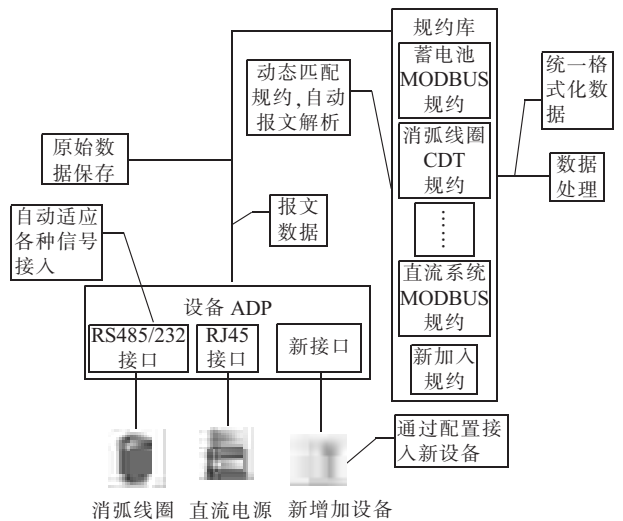 规约库
蓄电池
MODBUS
规约
消弧线圈
CDT
规约
……
直流系统
MODBUS
规约
新加入
规约
动态匹配
规约,自动
报文解析
统一格
式化数
据
数据
处理
原始数
据保存
报文
数据
自动适应
各种信号
接入
设备 ADP
RS485/232
接口
RJ45
接口
新接口
通过配置接
入新设备
消弧线圈
直流电源
新增加设备